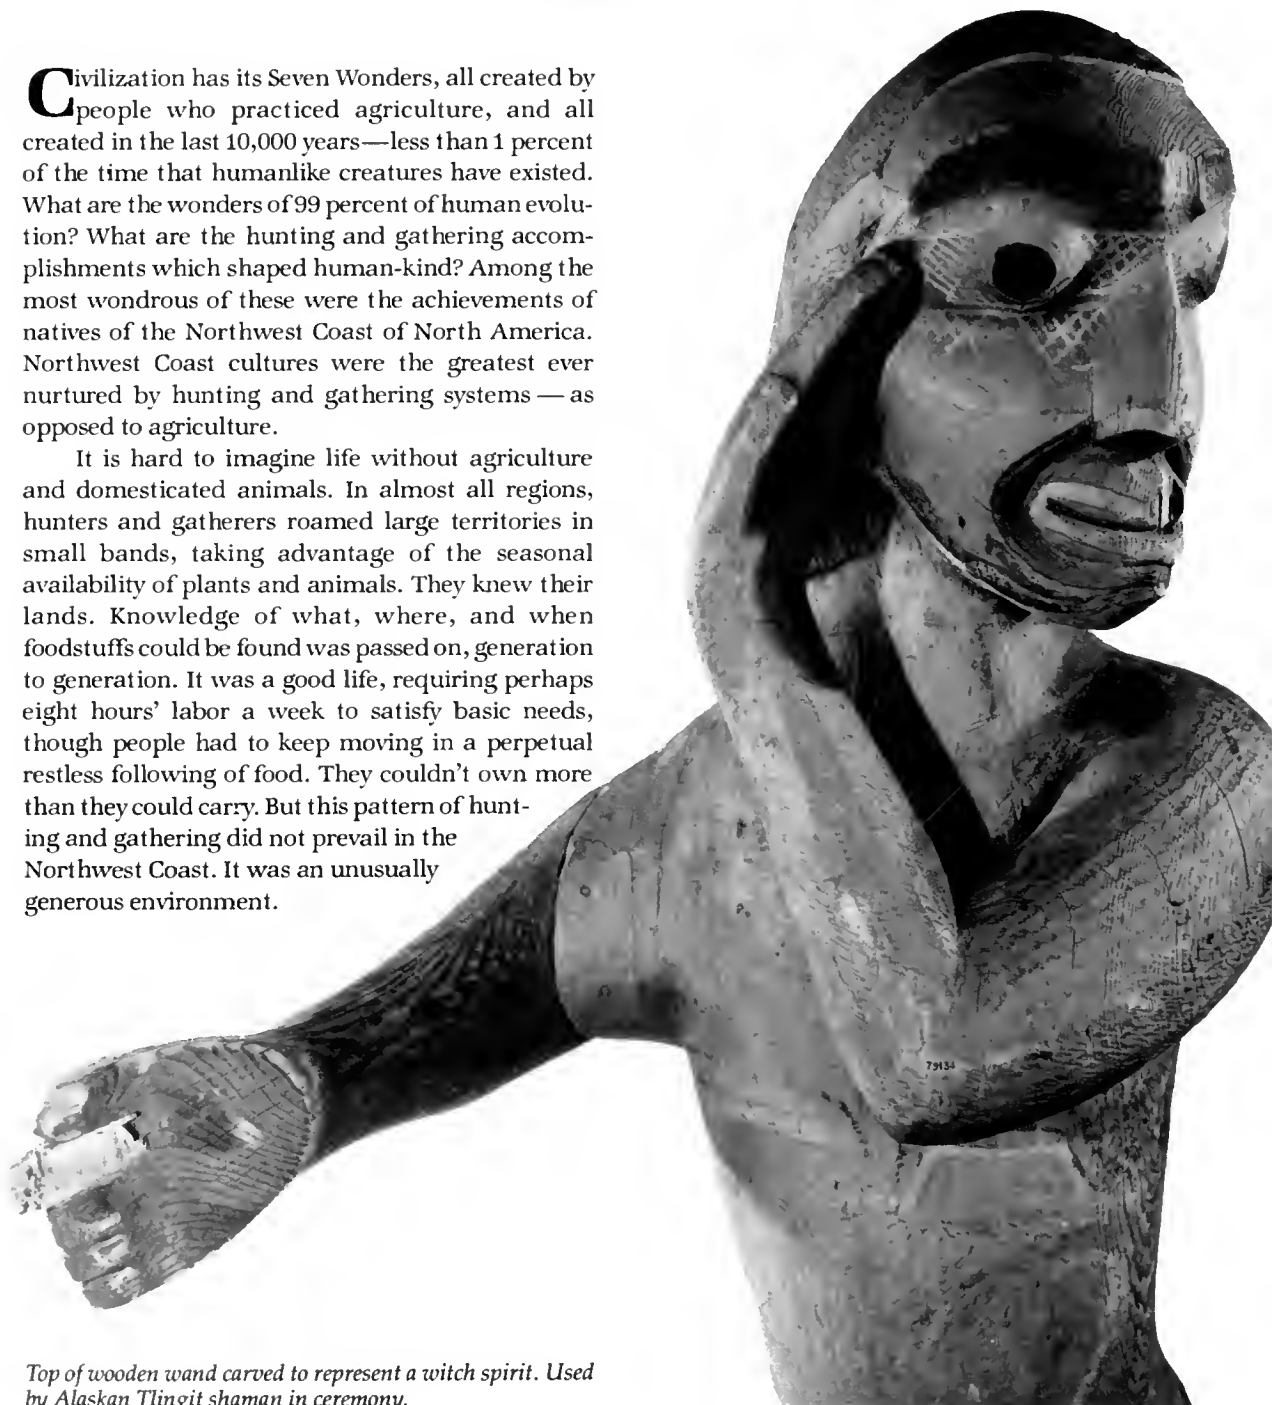 Civilization has its Seven Wonders, all created by
people who practiced agriculture, and all
created in the last 10,000 years—less than 1 percent
of the time that humanlike creatures have existed.
What are the wonders of 99 percent of human evolu-
tion? What are the hunting and gathering accom-
plishments which shaped human-kind? Among the
most wondrous of these were the achievements of
natives of the Northwest Coast of North America.
Northwest Coast cultures were the greatest ever
nurtured by hunting and gathering systems — as
opposed to agriculture.
It is hard to imagine life without agriculture
and domesticated animals. In almost all regions,
hunters and gatherers roamed large territories in
small bands, taking advantage of the seasonal
availability of plants and animals. They knew their
lands. Knowledge of what, where, and when
foodstuffs could be found was passed on, generation
to generation. It was a good life, requiring perhaps
eight hours' labor a week to satisfy basic needs,
though people had to keep moving in a perpetual
restless following of food. They couldn't own more
than they could carry. But this pattern of hunt-
ing and gathering did not prevail in the
Northwest Coast. It was an unusually
generous environment.
79134
Top of wooden wand carved to represent a witch spirit. Used
by Alaskan Tlingit shaman in ceremony.